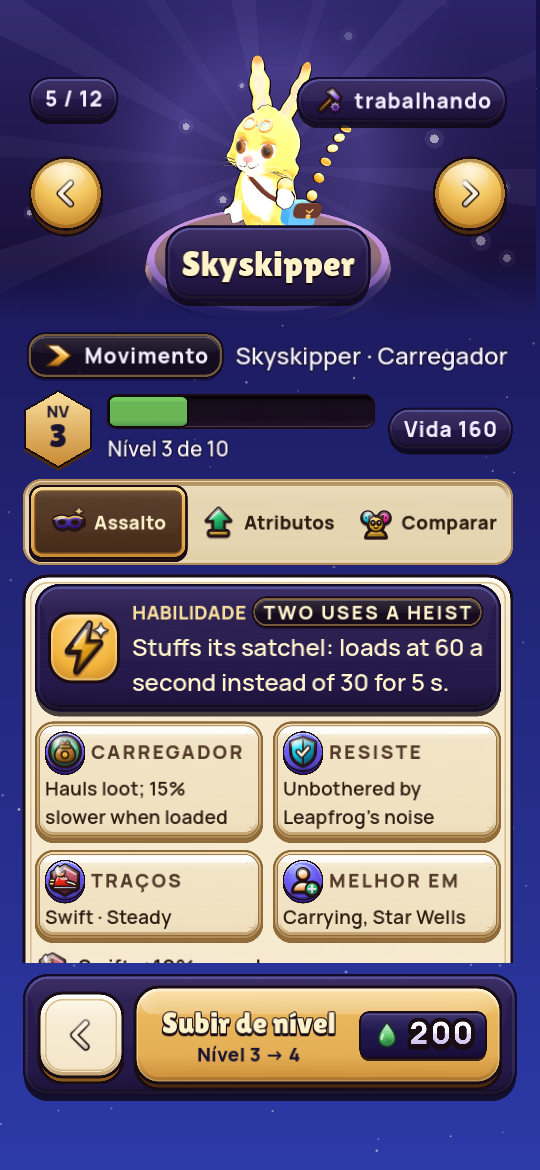 5 / 12
trabalhando
Skyskipper
Movimento
Skyskipper · Carregador
NV
3
Nível 3 de 10
Vida 160
Assalto
Atributos
Comparar
HABILIDADE
TWO USES A HEIST
Stuffs its satchel: loads at 60 a
second instead of 30 for 5 s.
CARREGADOR
Hauls loot; 15%
slower when loaded
RESISTE
Unbothered by
Leapfrog's noise
TRAÇOS
Swift · Steady
MELHOR EM
Carrying, Star Wells
Subir de nível
Nível 3 → 4
200